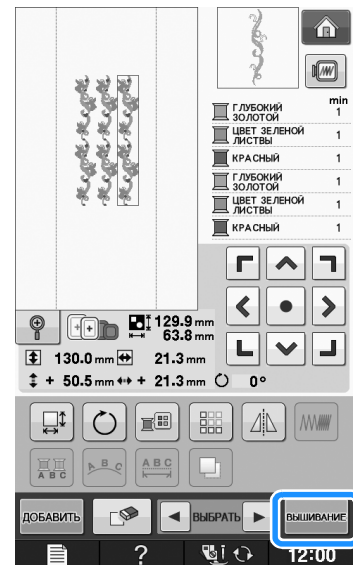 min
ГЛУБОКИЙ
ЗОЛОТОЙ 1
ЦВЕТ ЗЕЛЕНОЙ
ЛИСТВЫ 1
КРАСНЫЙ 1
ГЛУБОКИЙ
ЗОЛОТОЙ 1
ЦВЕТ ЗЕЛЕНОЙ
ЛИСТВЫ 1
КРАСНЫЙ 1
129.9 mm
63.8 mm
130.0 mm 21.3 mm
+ 50.5 mm + 21.3 mm 0°
A B C
A B C
A B C
ДОБАВИТЬ ВЫБРАТЬ ВЫШИВАНИЕ
? 12:00